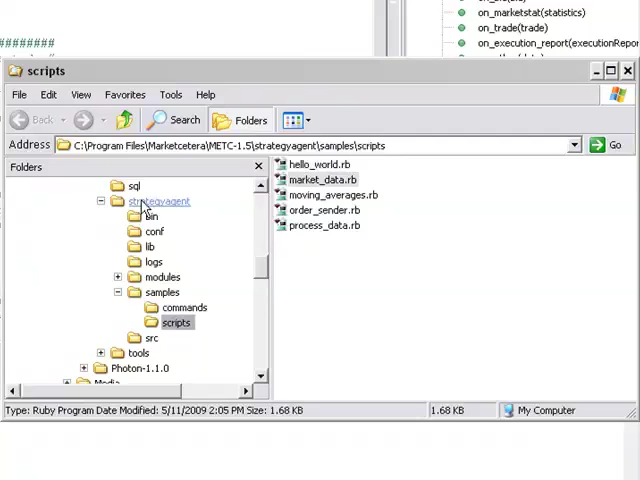 on_marketstat(statistics)
########
on_trade(trade)
on_execution_report(executionRepor
scripts
File Edit View Favorites Tools Help
Back Search Folders
Address C:\Program Files\Marketcetera\METC-1.5\strategyagent\samples\scripts Go
Folders
sql
strategyagent
bin
conf
lib
logs
modules
samples
commands
scripts
src
tools
Photon-1.1.0
Media
hello_world.rb
market_data.rb
moving_averages.rb
order_sender.rb
process_data.rb
Type: Ruby Program Date Modified: 5/11/2009 2:05 PM Size: 1.68 KB 1.68 KB My Computer